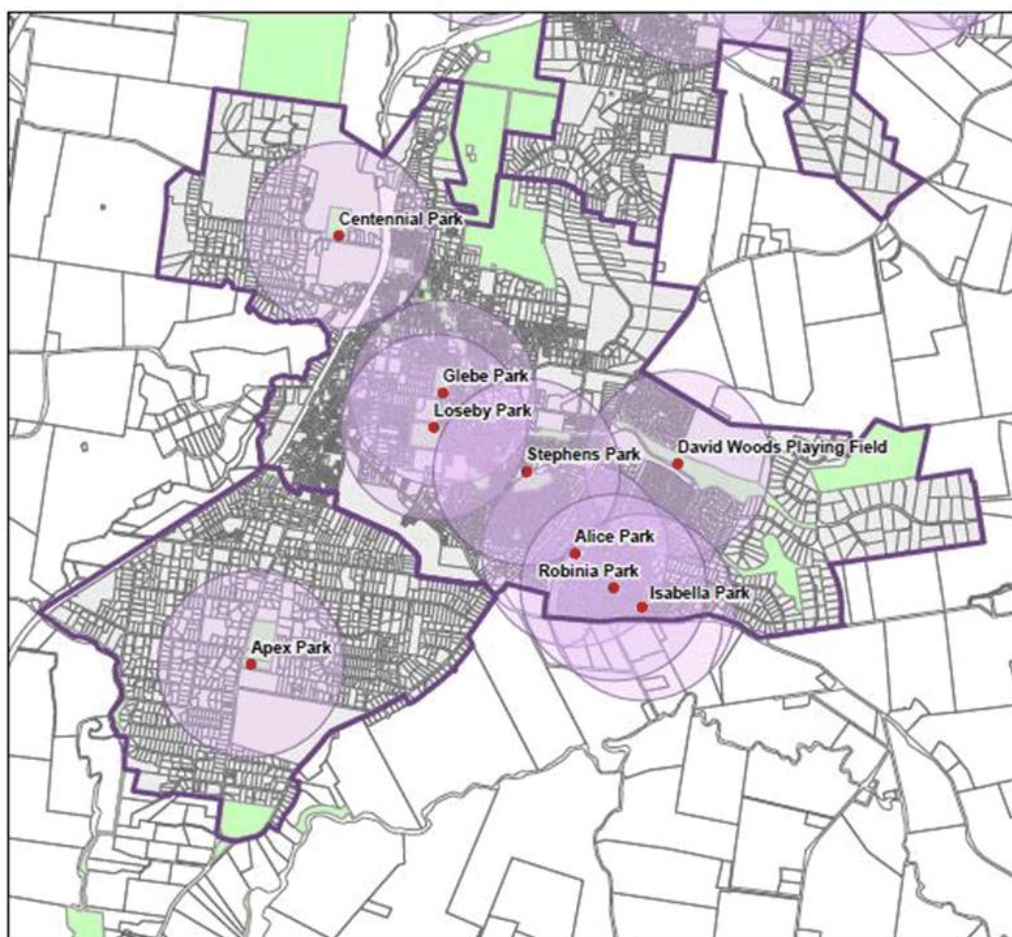 Centennial Park
Glebe Park
Loseby Park
Stephens Park
David Woods Playing Field
Alice Park
Robinia Park
Isabella Park
Apex Park